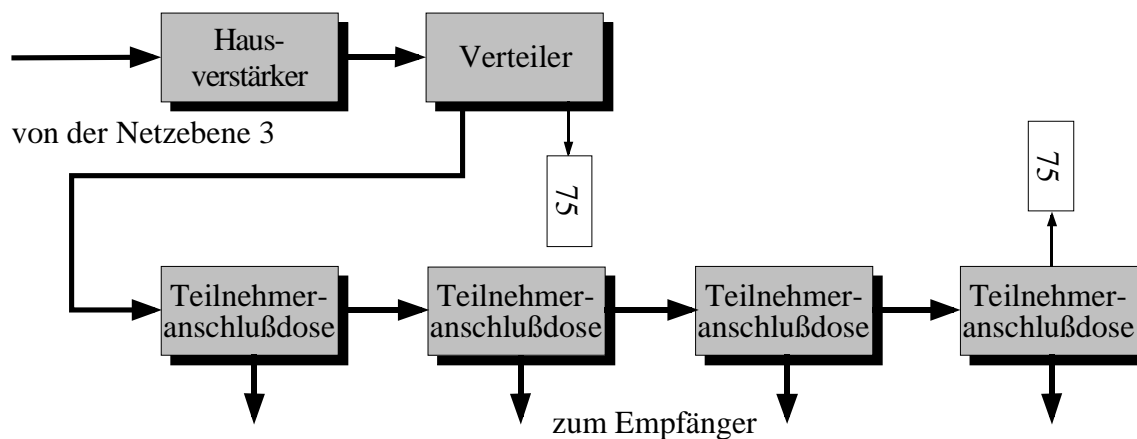 Haus-
verstärker
Verteiler
von der Netzebene 3
75
75
Teilnehmer-
anschlußdose
Teilnehmer-
anschlußdose
Teilnehmer-
anschlußdose
Teilnehmer-
anschlußdose
zum Empfänger